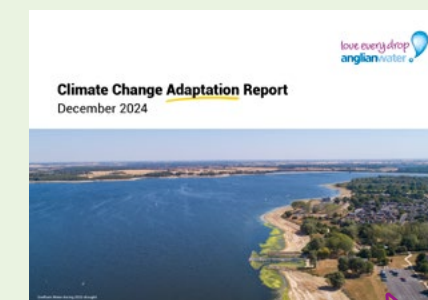 love every drop
anglianwater
Climate Change Adaptation Report
December 2024